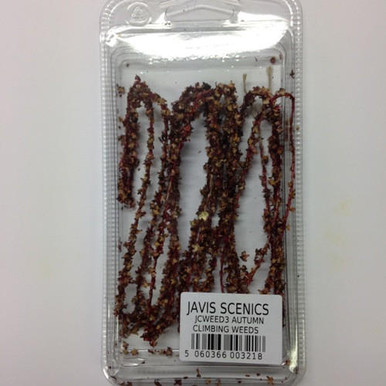 JAVIS SCENICS
JCWEED3 AUTUMN
CLIMBING WEEDS
5 060366 003218